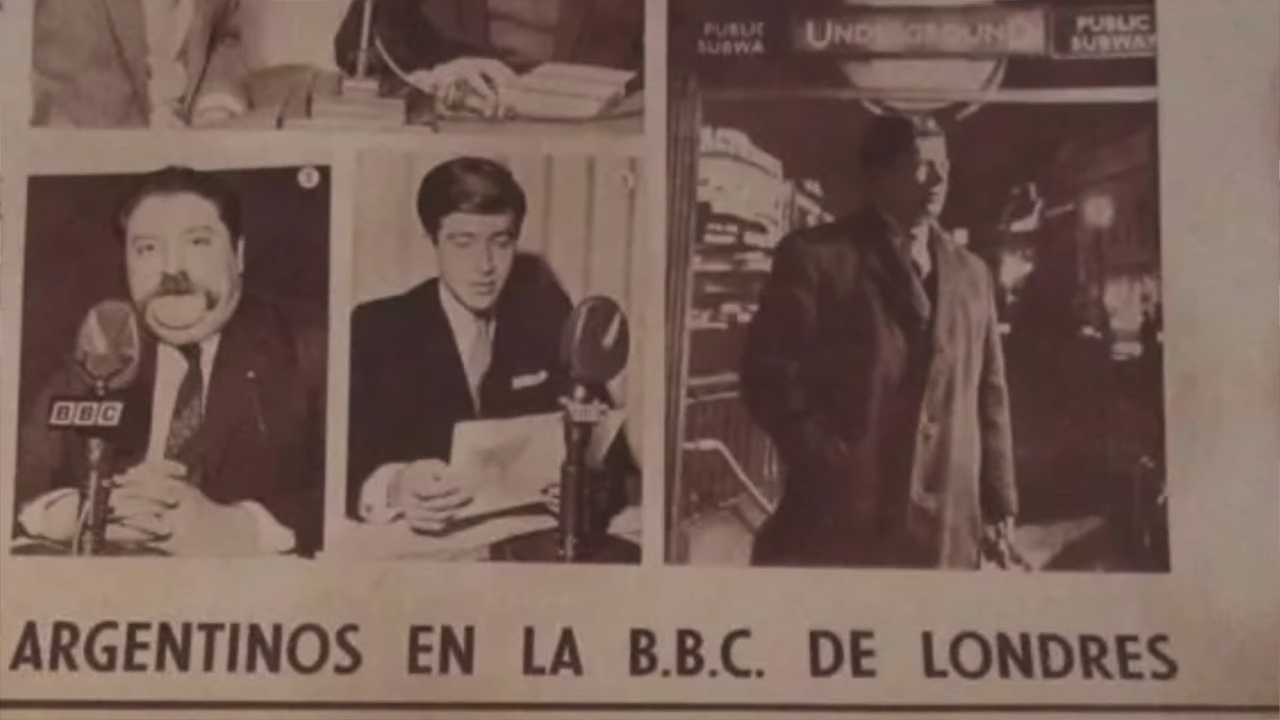 PUBLIC UNDERGROUND PUBLIC
SUBWA SUBWAY
BBC
ARGENTINOS EN LA B.B.C. DE LONDRES